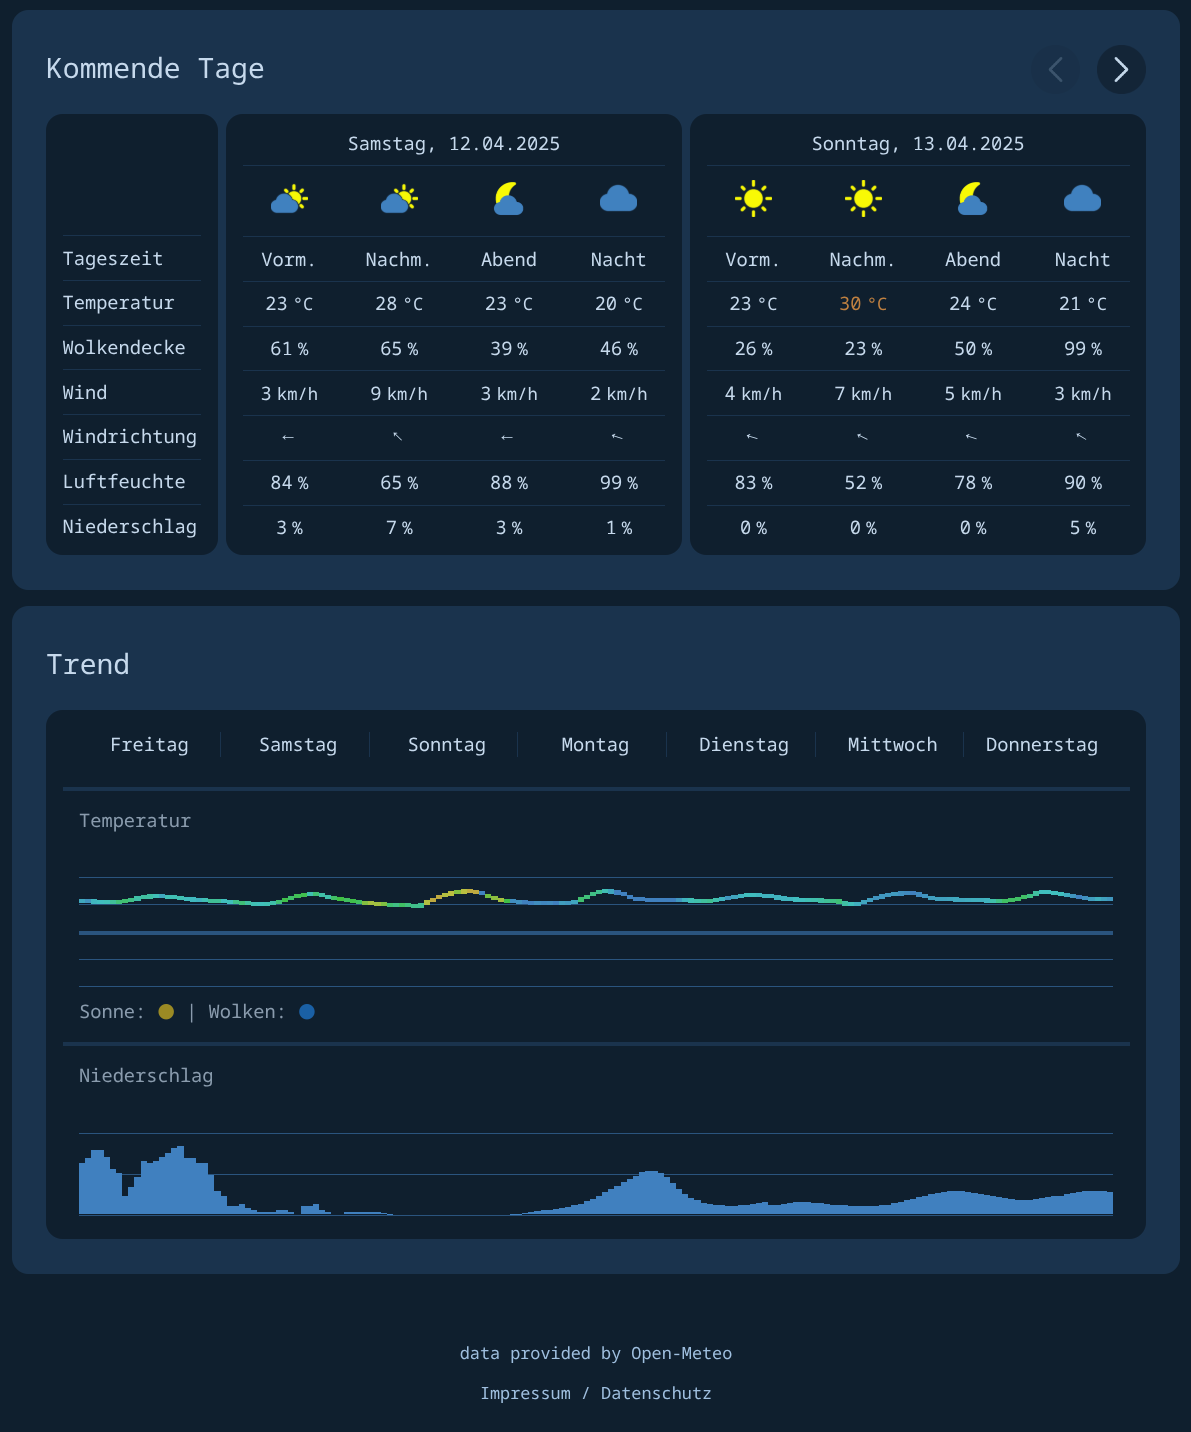 Kommende Tage
Samstag, 12.04.2025
Sonntag, 13.04.2025
Tageszeit Vorm. Nachm. Abend Nacht Vorm. Nachm. Abend Nacht
Temperatur 23 °C 28 °C 23 °C 20 °C 23 °C 30 °C 24 °C 21 °C
Wolkendecke 61 % 65 % 39 % 46 % 26 % 23 % 50 % 99 %
Wind 3 km/h 9 km/h 3 km/h 2 km/h 4 km/h 7 km/h 5 km/h 3 km/h
Windrichtung ← ↖ ← ↖ ↖ ↖ ↖ ↖
Luftfeuchte 84 % 65 % 88 % 99 % 83 % 52 % 78 % 90 %
Niederschlag 3 % 7 % 3 % 1 % 0 % 0 % 0 % 5 %
Trend
Freitag Samstag Sonntag Montag Dienstag Mittwoch Donnerstag
Temperatur
Sonne: | Wolken:
Niederschlag
data provided by Open-Meteo
Impressum / Datenschutz